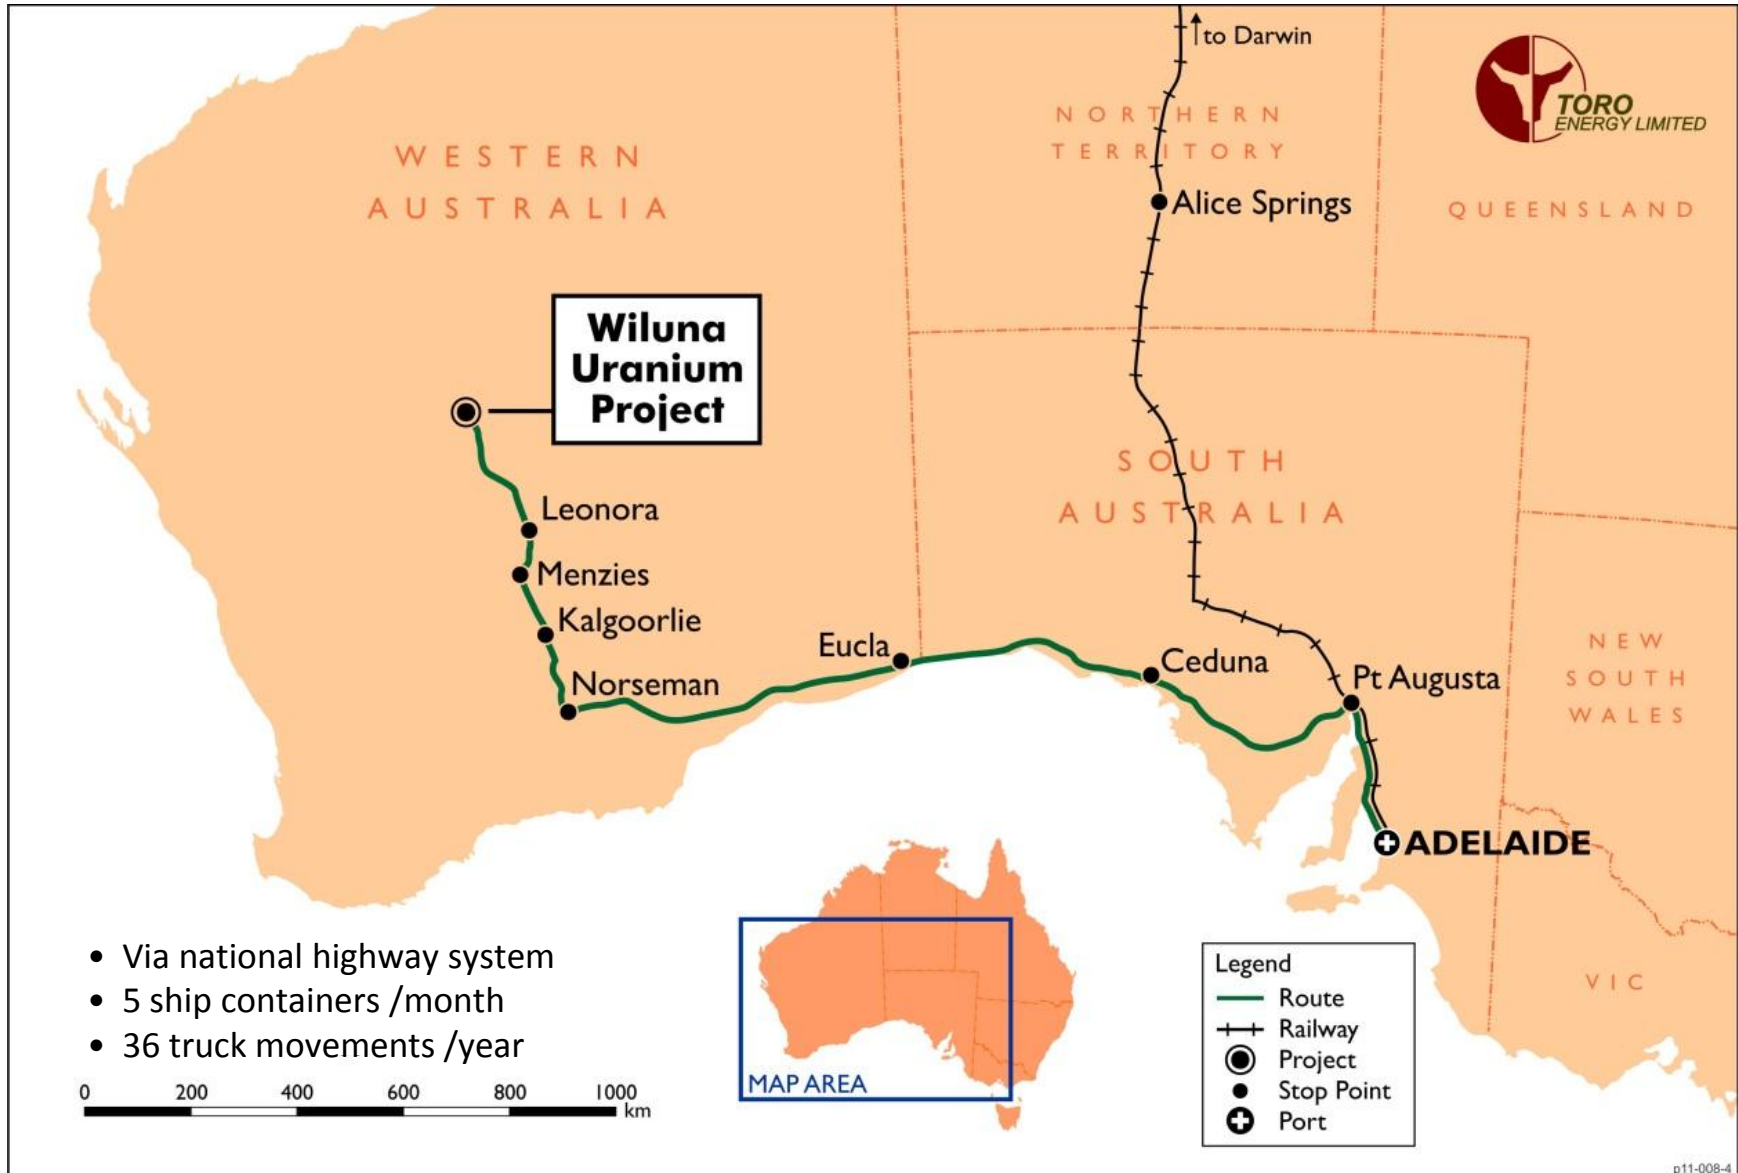 to Darwin
TORO
ENERGY LIMITED
NORTHERN
TERRITORY
WESTERN
AUSTRALIA
Alice Springs
QUEENSLAND
Wiluna
Uranium
Project
SOUTH
AUSTRALIA
Leonora
Menzies
Kalgoorlie
Eucla
Ceduna
Norseman
Pt Augusta
NEW
SOUTH
WALES
ADELAIDE
• Via national highway system
• 5 ship containers /month
• 36 truck movements /year
0 200 400 600 800 1000
km
MAP AREA
Legend
Route
Railway
Project
Stop Point
Port
VIC
p11-008-4